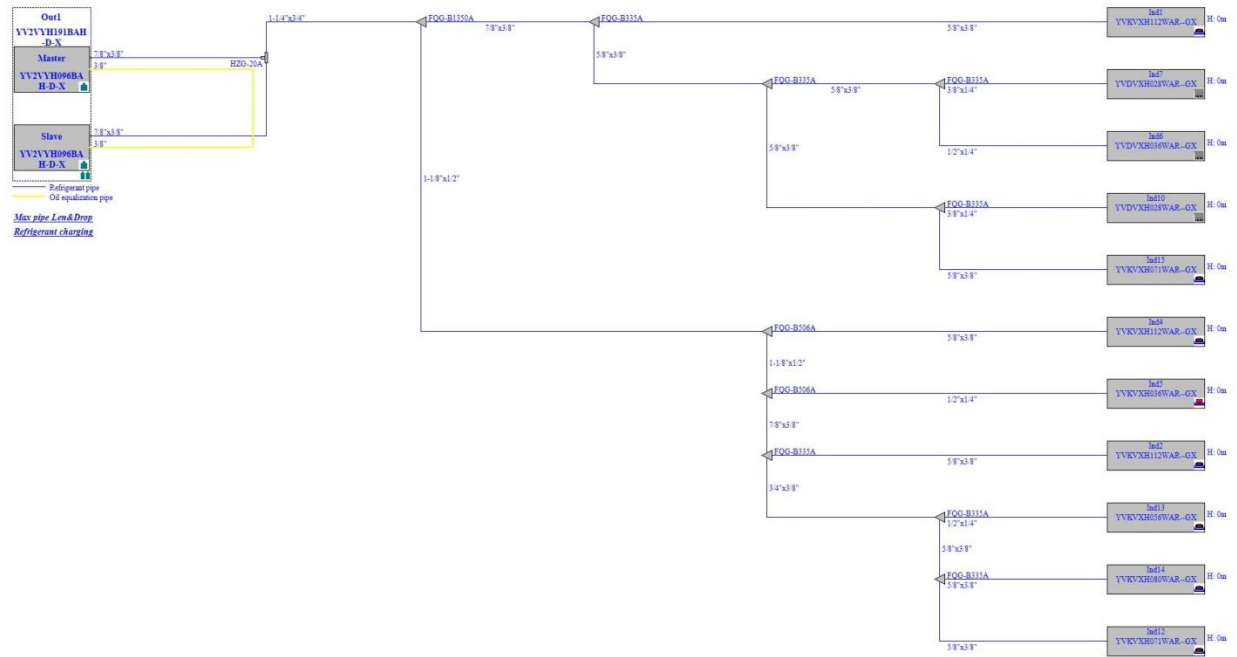 Out1
YV2VYH191BAH
-D-X
Master
YV2VYH096BA
H-D-X
7/8"x3/8"
3/8"
HZG-20A
Slave
YV2VYH096BA
H-D-X
7/8"x3/8"
3/8"
Refrigerant pipe
Oil equalization pipe
Max pipe Len&Drop
Refrigerant charging
1-1/4"x3/4"
FQG-B1350A
7/8"x3/8"
FQG-B335A
5/8"x3/8"
Ind1
YVKVXH112WAR--GX
H: 0m
5/8"x3/8"
FQG-B335A
5/8"x3/8"
FQG-B335A
3/8"x1/4"
Ind7
YVDVXH028WAR--GX
H: 0m
1/2"x1/4"
Ind6
YVDVXH036WAR--GX
H: 0m
5/8"x3/8"
FQG-B335A
3/8"x1/4"
Ind10
YVDVXH028WAR--GX
H: 0m
5/8"x3/8"
Ind15
YVKVXH071WAR--GX
H: 0m
1-1/8"x1/2"
FQG-B506A
5/8"x3/8"
Ind4
YVKVXH112WAR--GX
H: 0m
1-1/8"x1/2"
FQG-B506A
1/2"x1/4"
Ind5
YVKVXH036WAR--GX
H: 0m
7/8"x3/8"
FQG-B335A
5/8"x3/8"
Ind2
YVKVXH112WAR--GX
H: 0m
3/4"x3/8"
FQG-B335A
1/2"x1/4"
Ind13
YVKVXH056WAR--GX
H: 0m
5/8"x3/8"
FQG-B335A
5/8"x3/8"
Ind14
YVKVXH080WAR--GX
H: 0m
5/8"x3/8"
Ind12
YVKVXH071WAR--GX
H: 0m